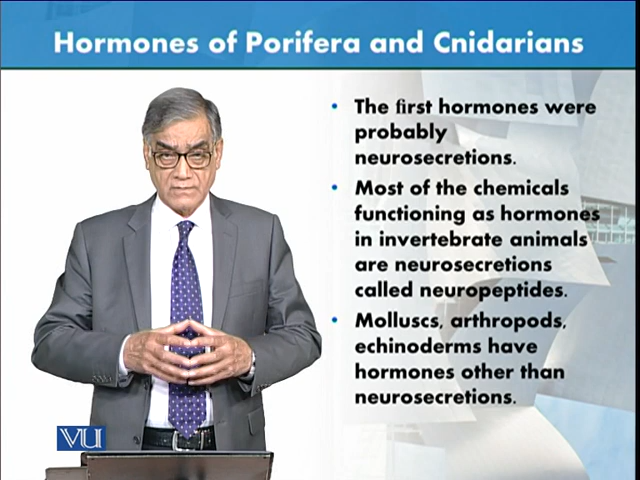 Hormones of Porifera and Cnidarians
• The first hormones were
probably
neurosecretions.
• Most of the chemicals
functioning as hormones
in invertebrate animals
are neurosecretions
called neuropeptides.
• Molluscs, arthropods,
echinoderms have
hormones other than
neurosecretions.
VU